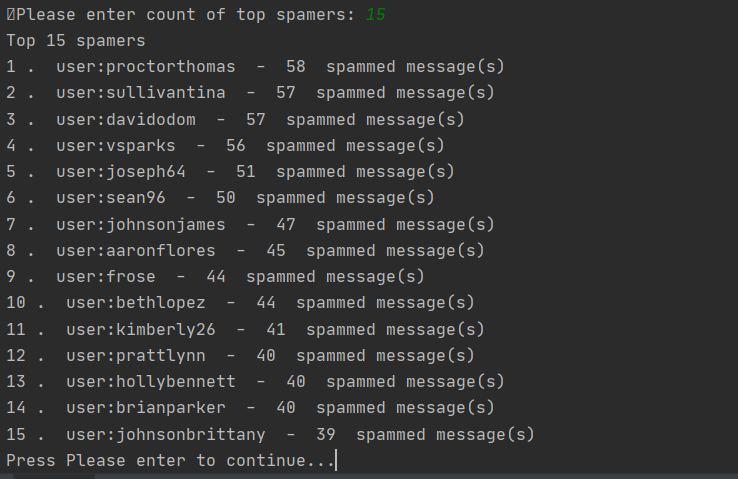 Please enter count of top spamers: 15
Top 15 spamers
1 .  user:proctorthomas  -  58  spammed message(s)
2 .  user:sullivantina  -  57  spammed message(s)
3 .  user:davidodom  -  57  spammed message(s)
4 .  user:vsparks  -  56  spammed message(s)
5 .  user:joseph64  -  51  spammed message(s)
6 .  user:sean96  -  50  spammed message(s)
7 .  user:johnsonjames  -  47  spammed message(s)
8 .  user:aaronflores  -  45  spammed message(s)
9 .  user:frose  -  44  spammed message(s)
10 .  user:bethlopez  -  44  spammed message(s)
11 .  user:kimberly26  -  41  spammed message(s)
12 .  user:prattlynn  -  40  spammed message(s)
13 .  user:hollybennett  -  40  spammed message(s)
14 .  user:brianparker  -  40  spammed message(s)
15 .  user:johnsonbrittany  -  39  spammed message(s)
Press Please enter to continue...